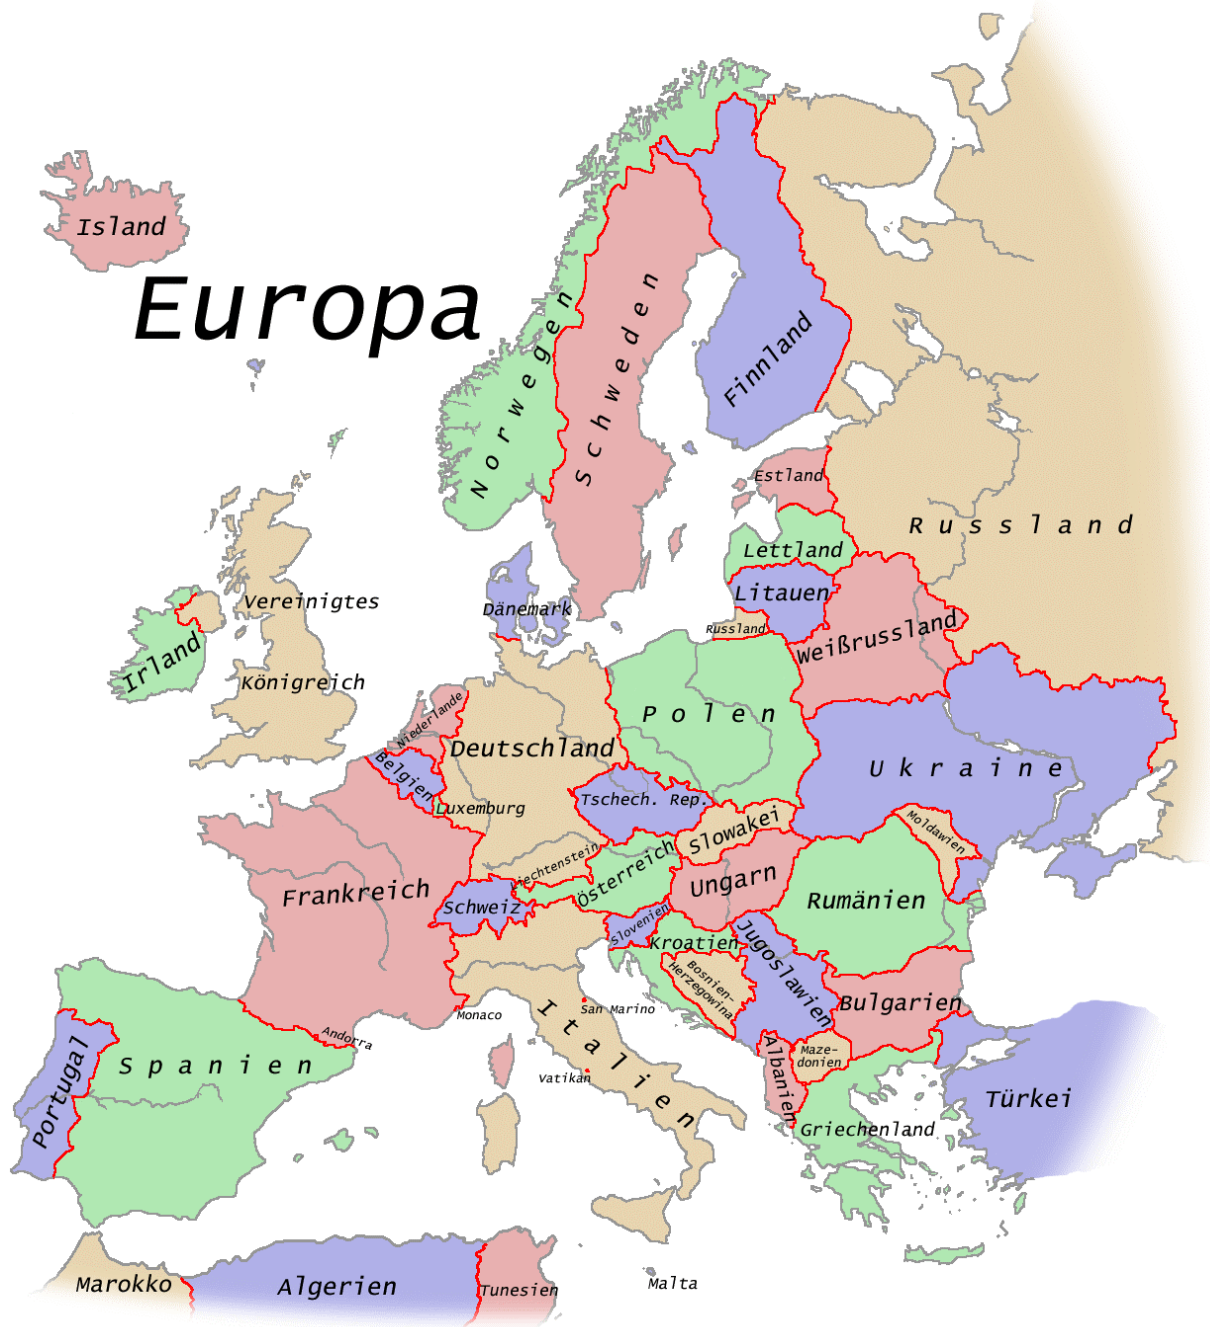 Island
Europa
Norwegen
Schweden
Finnland
Estland
Russland
Lettland
Litauen
Russland
Weißrussland
Vereinigtes
Königreich
Irland
Dänemark
Niederlande
Belgien
Luxemburg
Deutschland
Polen
Ukraine
Tschech. Rep.
Slowakei
Moldawien
Liechtenstein
Österreich
Ungarn
Rumänien
Frankreich
Schweiz
Slovenien
Kroatien
Bosnien-
Herzegowina
Jugoslawien
Bulgarien
Monaco
San Marino
Italien
Andorra
Spanien
Portugal
Vatikan
Albanien
Maze-
donien
Griechenland
Türkei
Marokko
Algerien
Tunesien
Malta